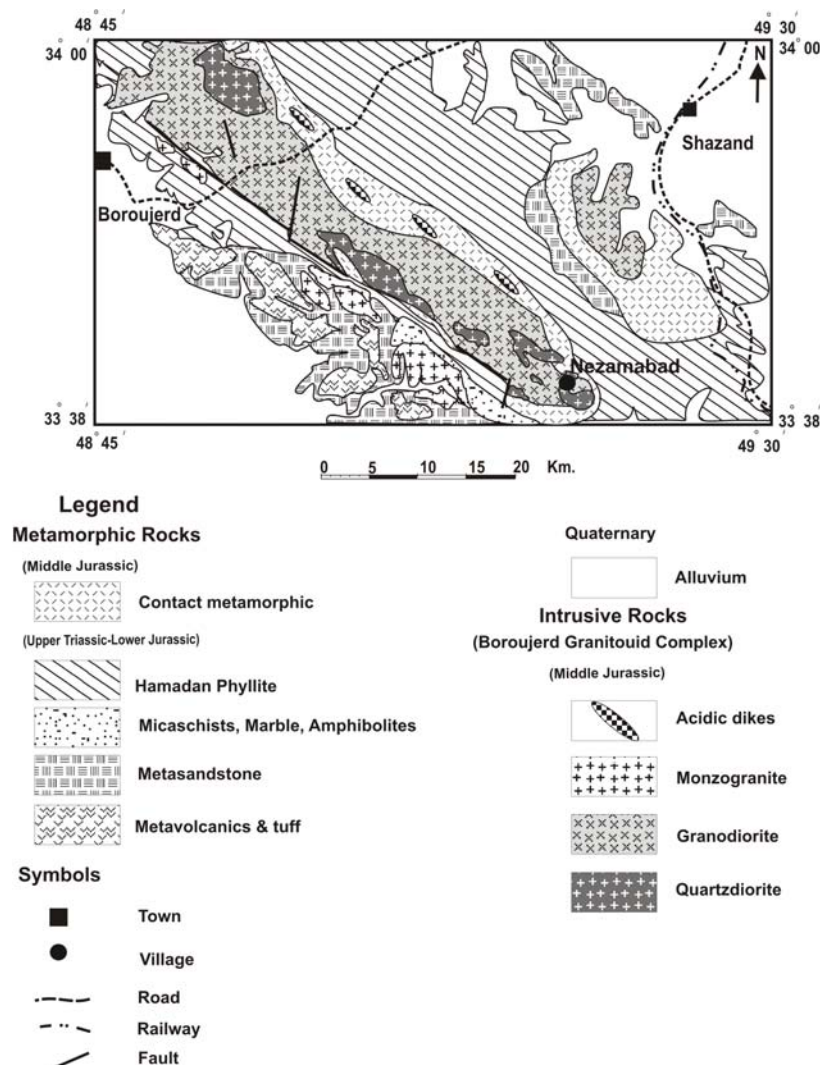 48 45′
49 30′
34 00
34 00
N
Shazand
Boroujerd
Nezamabad
33 38
33 38
48 45′
49 30′
0 5 10 15 20 Km.
Legend
Metamorphic Rocks
(Middle Jurassic)
Contact metamorphic
(Upper Triassic-Lower Jurassic)
Hamadan Phyllite
Micaschists, Marble, Amphibolites
Metasandstone
Metavolcanics & tuff
Symbols
Town
Village
Road
Railway
Fault
Quaternary
Alluvium
Intrusive Rocks
(Boroujerd Granitouid Complex)
(Middle Jurassic)
Acidic dikes
Monzogranite
Granodiorite
Quartzdiorite